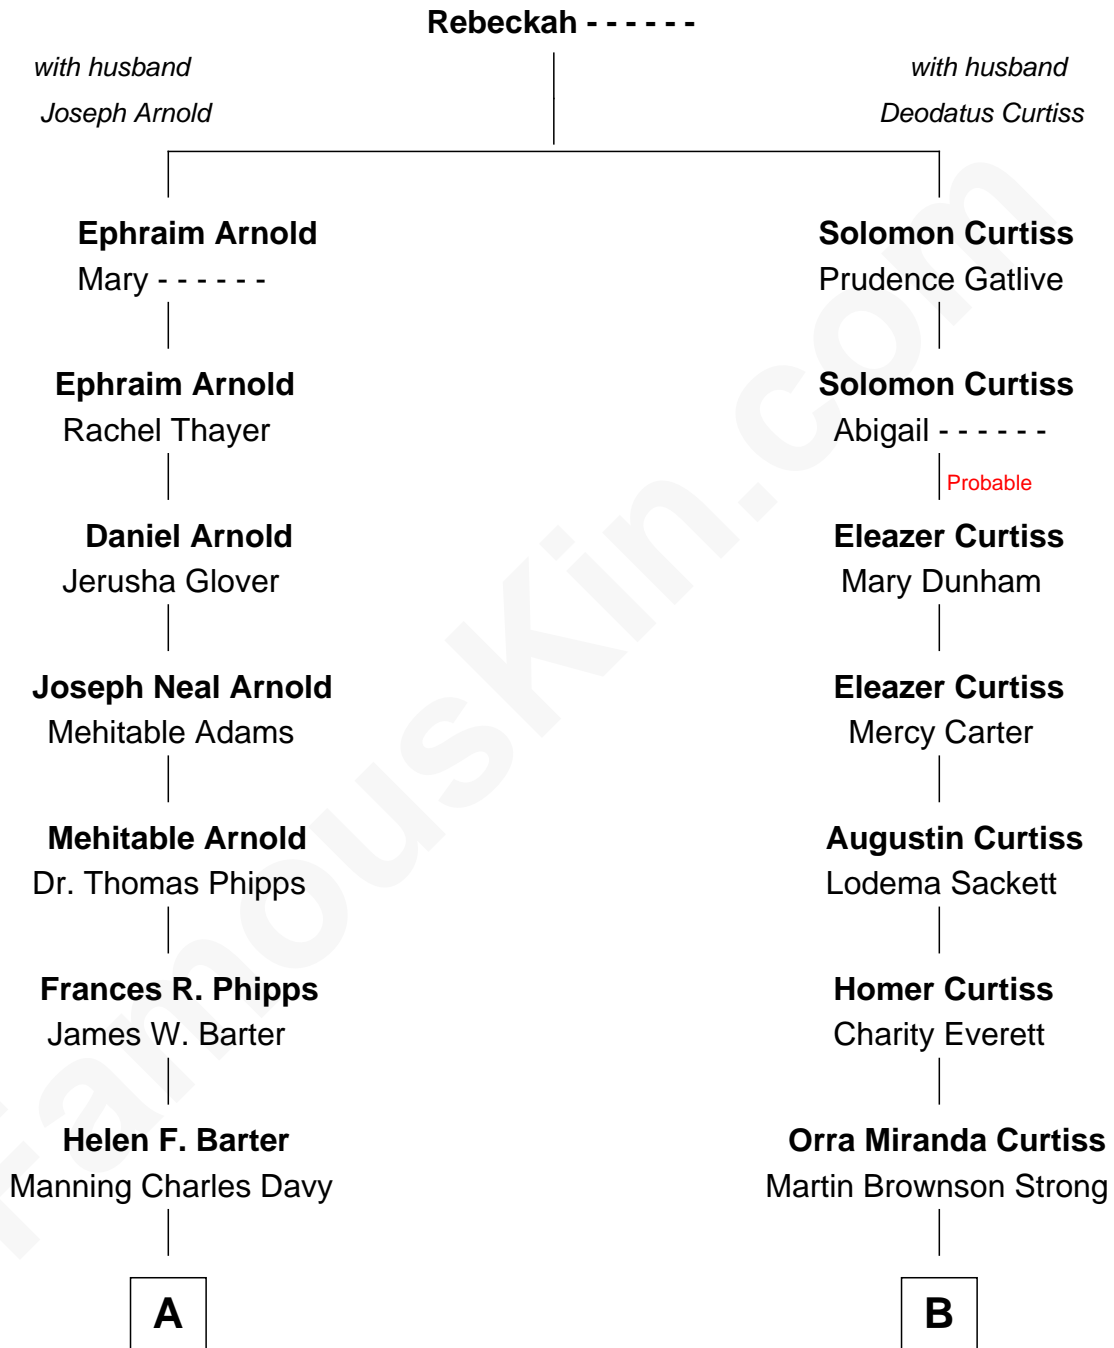 Rebeckah - - - - - -
with husband
Joseph Arnold
with husband
Deodatus Curtiss
Ephraim Arnold
Mary - - - - - -
Solomon Curtiss
Prudence Gatlive
Ephraim Arnold
Rachel Thayer
Solomon Curtiss
Abigail - - - - - -
Probable
Daniel Arnold
Jerusha Glover
Eleazer Curtiss
Mary Dunham
Joseph Neal Arnold
Mehitable Adams
Eleazer Curtiss
Mercy Carter
Mehitable Arnold
Dr. Thomas Phipps
Augustin Curtiss
Lodema Sackett
Frances R. Phipps
James W. Barter
Homer Curtiss
Charity Everett
Helen F. Barter
Manning Charles Davy
Orra Miranda Curtiss
Martin Brownson Strong
A
B
FamousKin.com